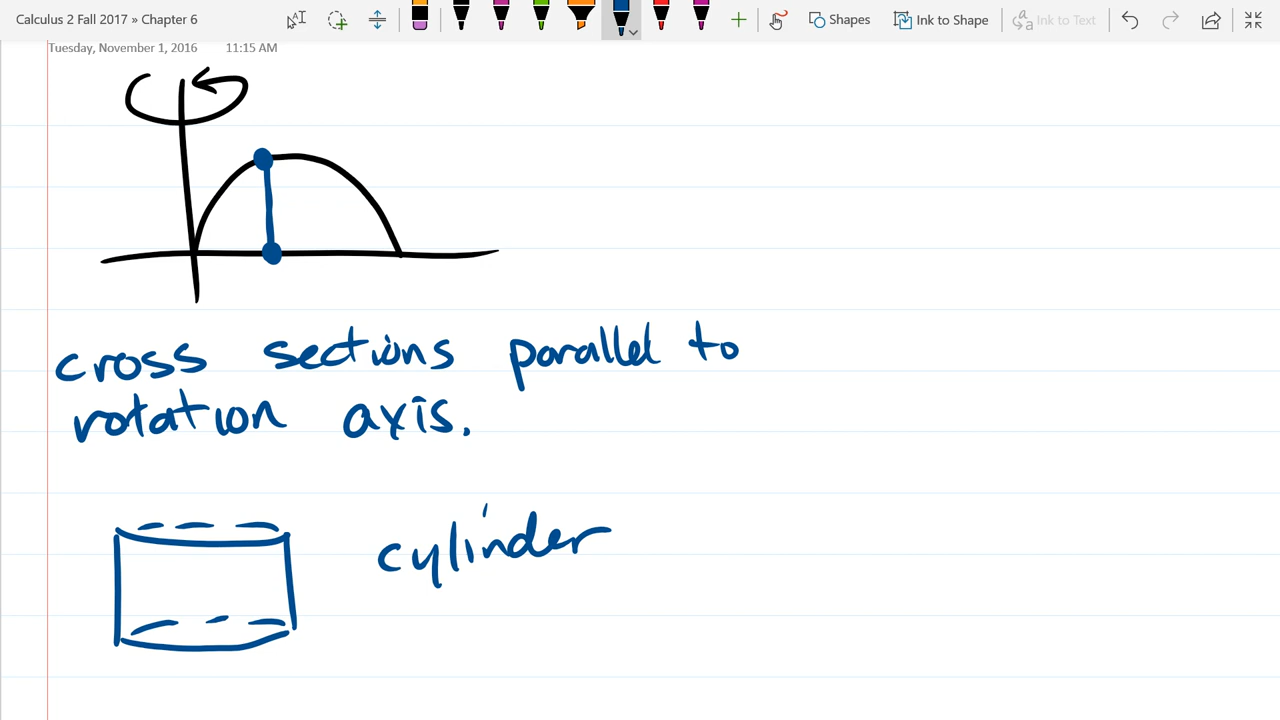 Calculus 2 Fall 2017 » Chapter 6
Shapes
Ink to Shape
Ink to Text
Tuesday, November 1, 2016 11:15 AM
cross sections parallel to
rotation axis.
cylinder